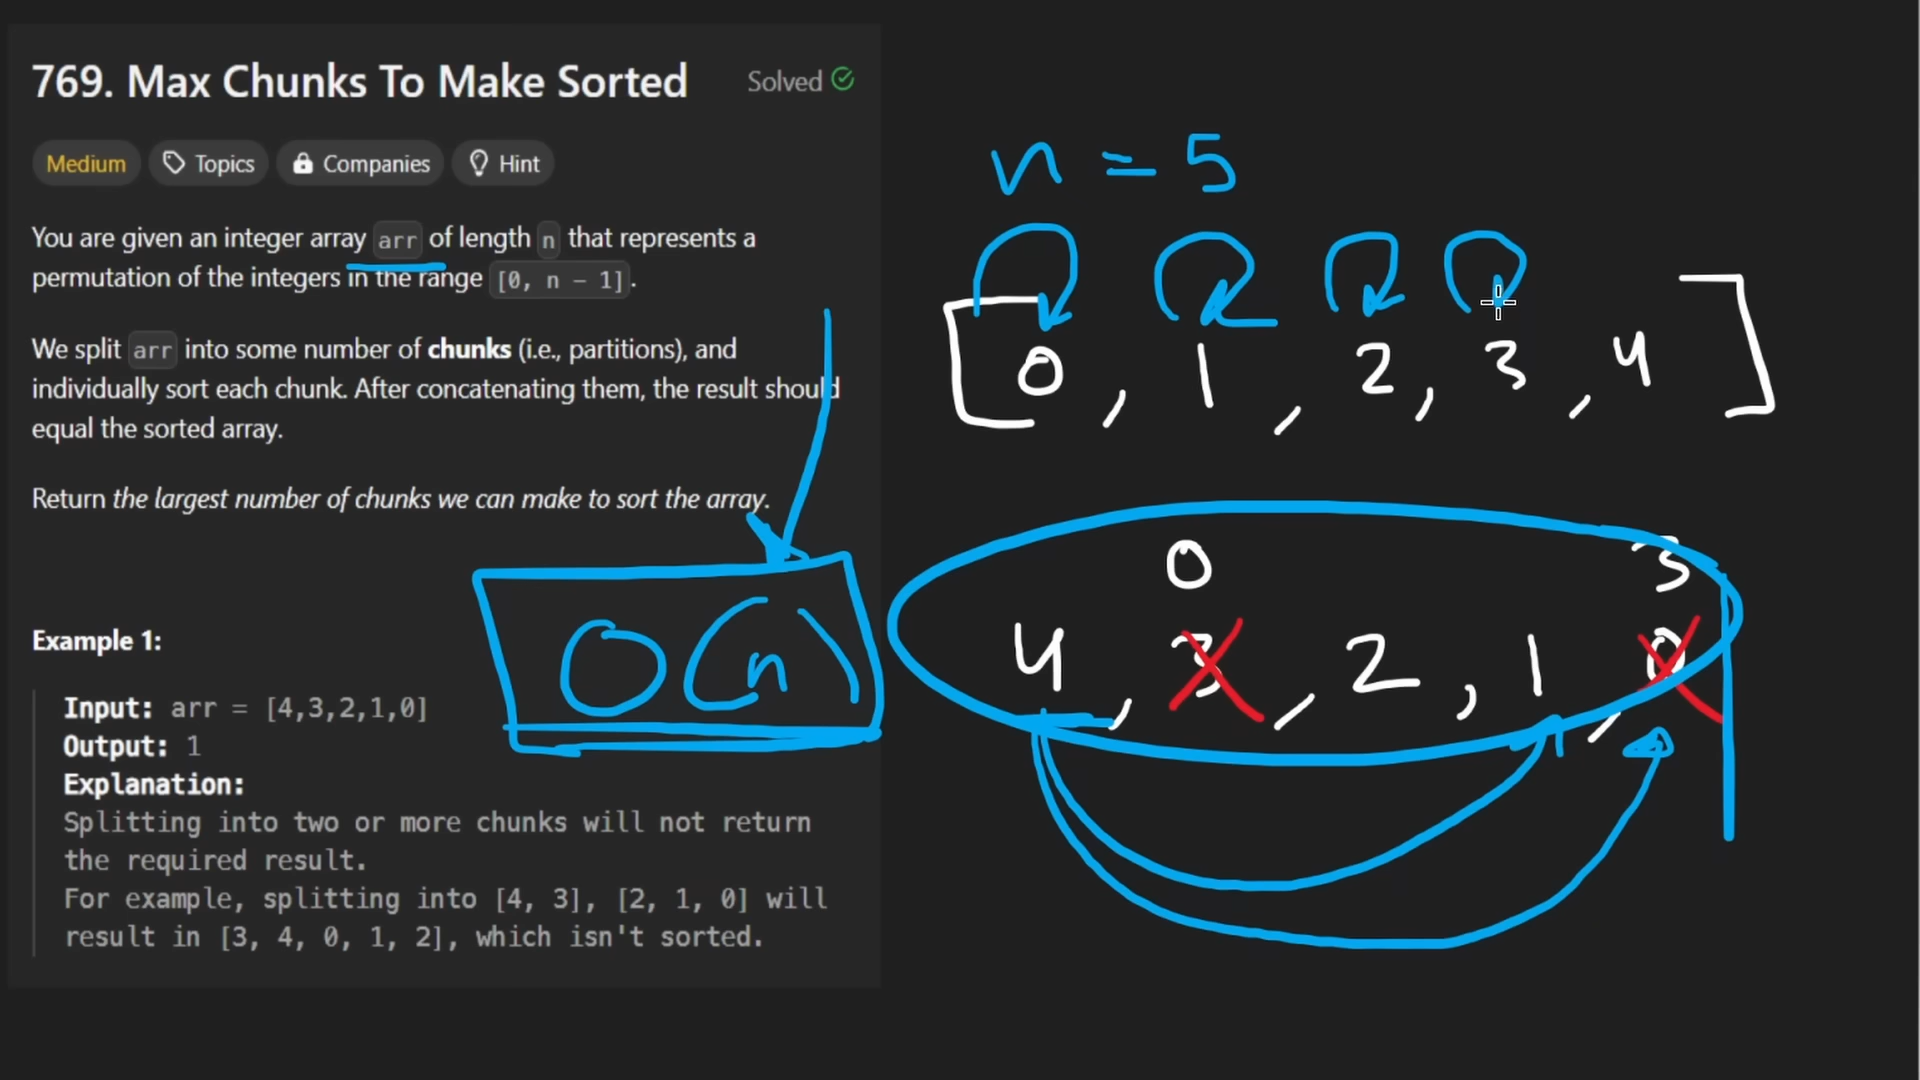 769. Max Chunks To Make Sorted
Solved
Medium Topics Companies Hint
You are given an integer array arr of length n that represents a
permutation of the integers in the range [0, n - 1].
We split arr into some number of chunks (i.e., partitions), and
individually sort each chunk. After concatenating them, the result should
equal the sorted array.
Return the largest number of chunks we can make to sort the array.
Example 1:
Input: arr = [4,3,2,1,0]
Output: 1
Explanation:
Splitting into two or more chunks will not return
the required result.
For example, splitting into [4, 3], [2, 1, 0] will
result in [3, 4, 0, 1, 2], which isn't sorted.
O(n)
n = 5
[0, 1, 2, 3, 4]
0 3
4, 3, 2, 1, 0